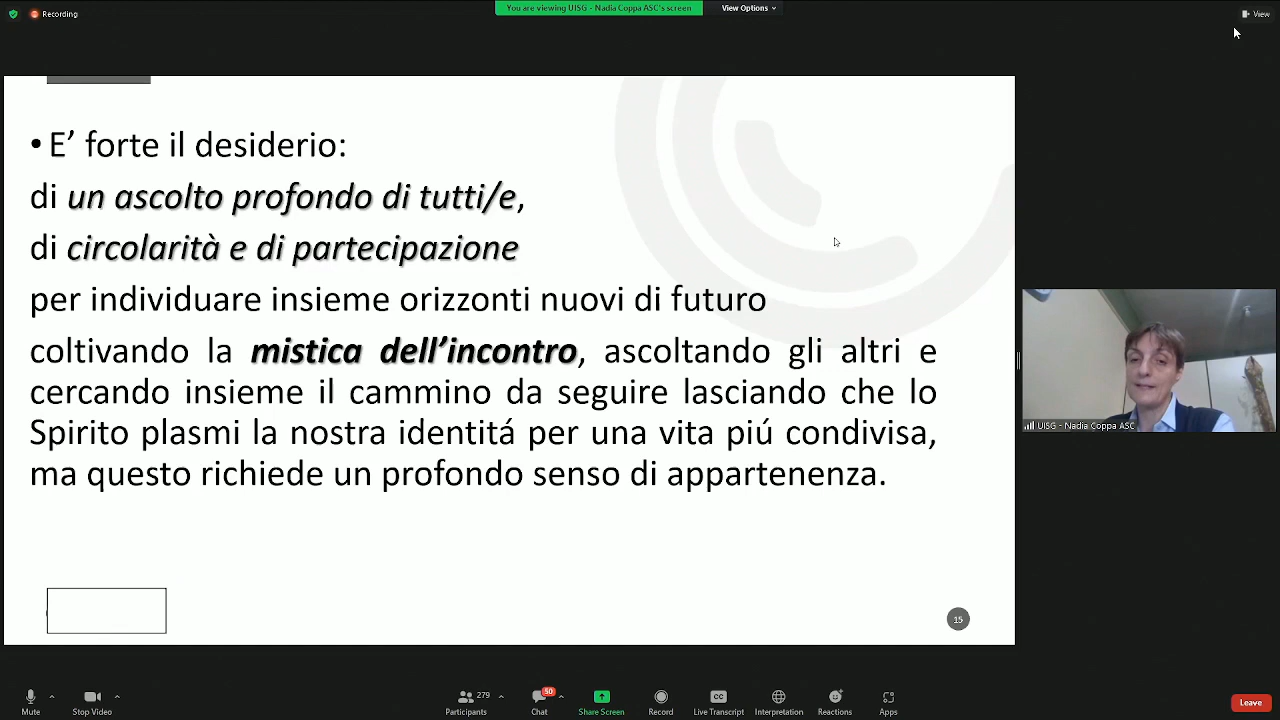 Recording
You are viewing UISG - Nadia Coppa ASC's screen
View Options
View
• E’ forte il desiderio:
di un ascolto profondo di tutti/e,
di circolarità e di partecipazione
per individuare insieme orizzonti nuovi di futuro
coltivando la mistica dell’incontro, ascoltando gli altri e
cercando insieme il cammino da seguire lasciando che lo
Spirito plasmi la nostra identitá per una vita piú condivisa,
ma questo richiede un profondo senso di appartenenza.
UISG - Nadia Coppa ASC
15
Mute
Stop Video
279
Participants
50
Chat
Share Screen
Record
CC
Live Transcript
Interpretation
Reactions
Apps
Leave